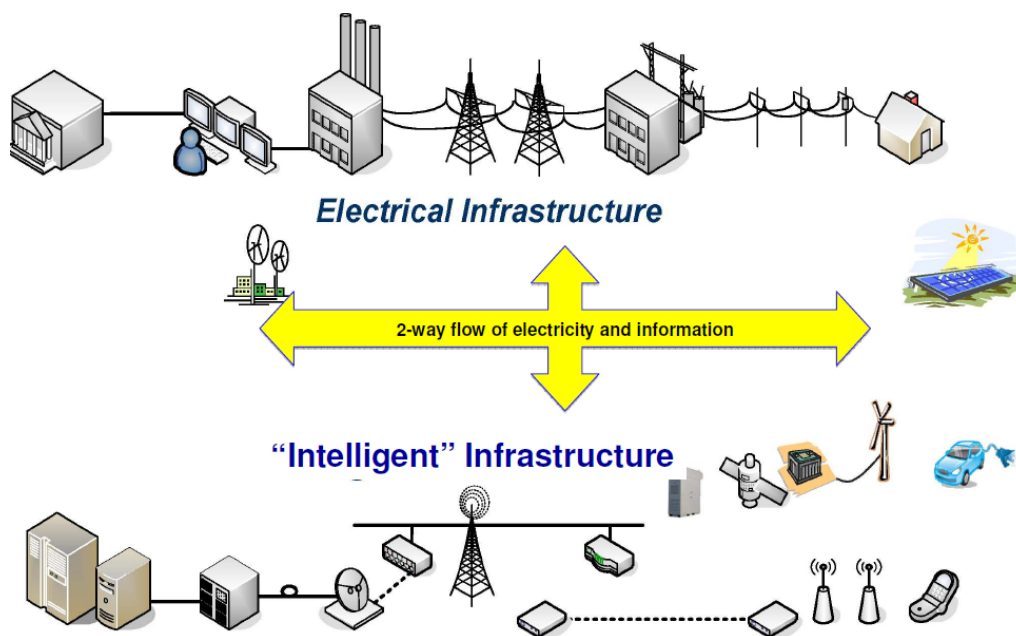 Electrical Infrastructure
2-way flow of electricity and information
“Intelligent” Infrastructure